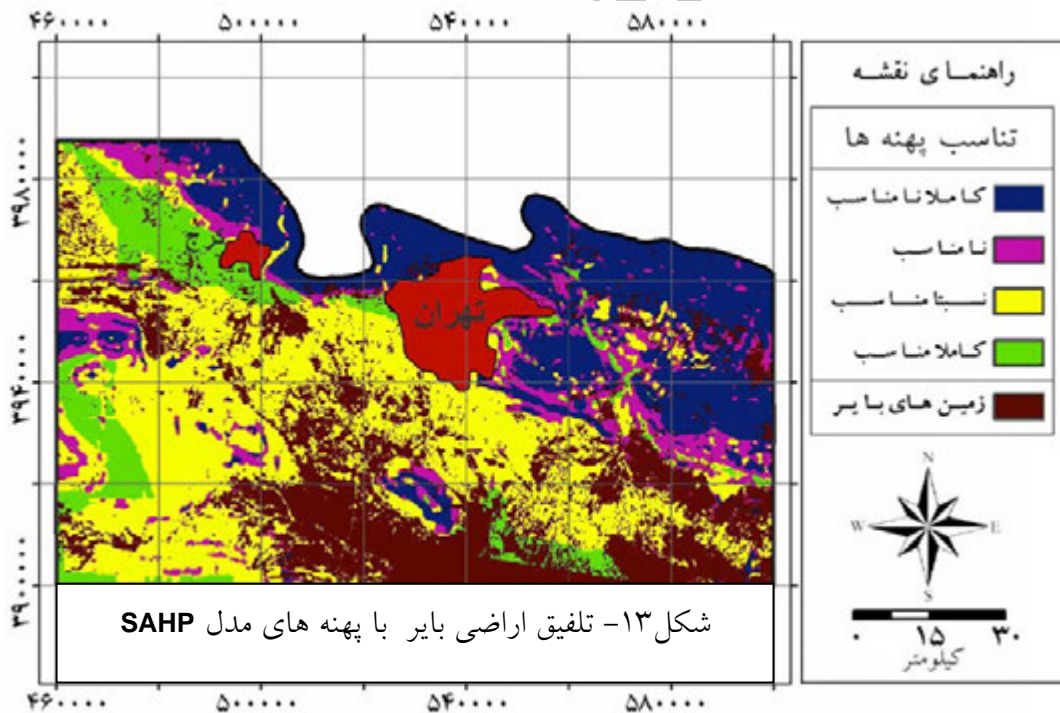 ۴۶۰۰۰۰ ۵۰۰۰۰۰ ۵۴۰۰۰۰ ۵۸۰۰۰۰
۳۹۸۰۰۰۰
۳۹۴۰۰۰۰
۳۹۰۰۰۰۰
تهران
شکل۱۳- تلفیق اراضی بایر با پهنه های مدل SAHP
۴۶۰۰۰۰ ۵۰۰۰۰۰ ۵۴۰۰۰۰ ۵۸۰۰۰۰
راهنمای نقشه
تناسب پهنه ها
کاملا نامناسب
نامناسب
نسبتا مناسب
کاملا مناسب
زمین های بایر
N
W E
S
۰ ۱۵ ۳۰
کیلومتر